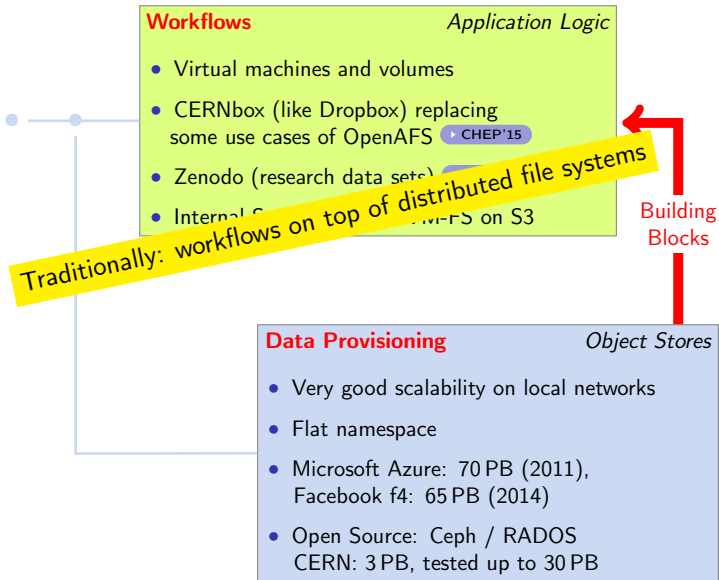 Workflows Application Logic
• Virtual machines and volumes
• CERNbox (like Dropbox) replacing
some use cases of OpenAFS CHEP'15
• Zenodo (research data sets)
• Internal M-FS on S3
Traditionally: workflows on top of distributed file systems
Building
Blocks
Data Provisioning Object Stores
• Very good scalability on local networks
• Flat namespace
• Microsoft Azure: 70 PB (2011),
Facebook f4: 65 PB (2014)
• Open Source: Ceph / RADOS
CERN: 3 PB, tested up to 30 PB